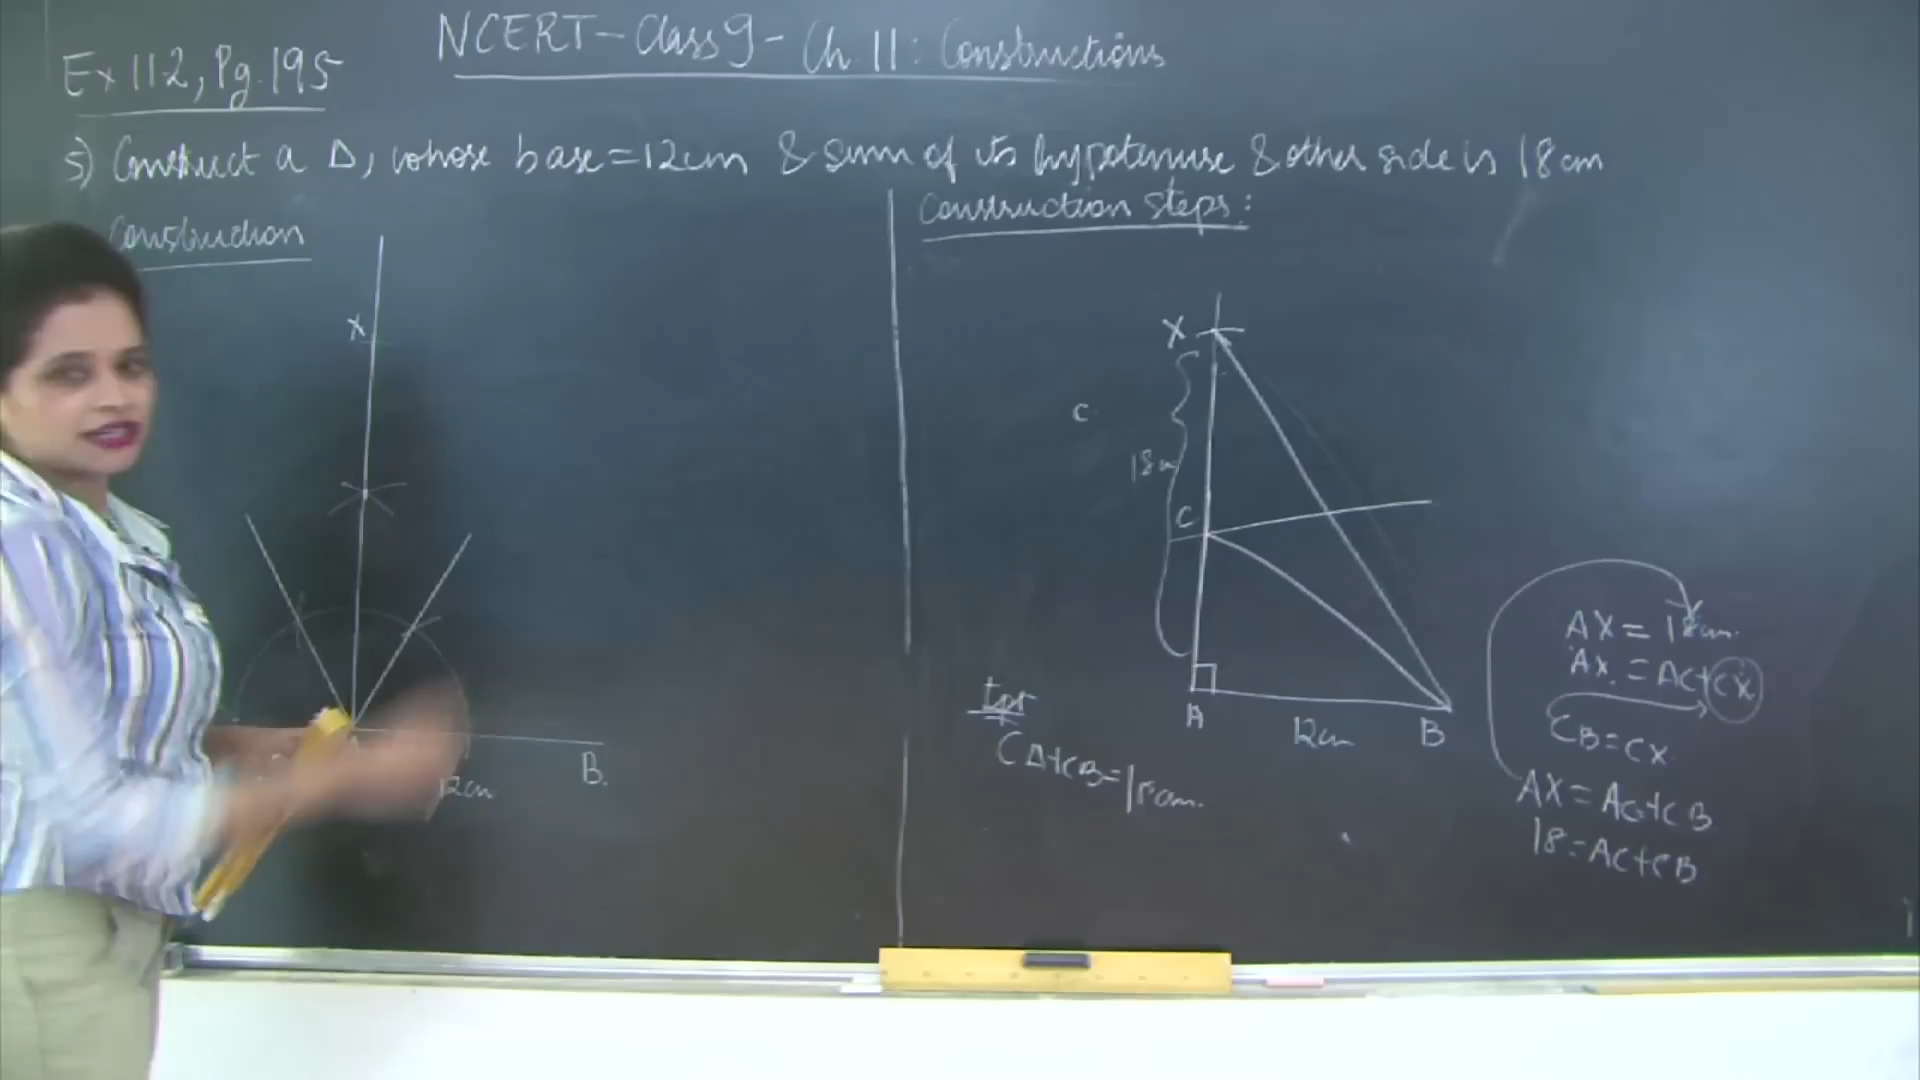 NCERT - Class 9 - Ch. 11 : Constructions
Ex 11.2, Pg. 195
5) Construct a Δ, whose base = 12cm & sum of its hypotenuse & other side is 18cm
Construction
Construction steps:
X
B.
12cm
X
C
18cm
C
A
12cm
B
tpr
CA+CB=18cm.
AX = 18cm.
AX. = AC+CX
CB = CX
AX = AC+CB
18 = AC+CB